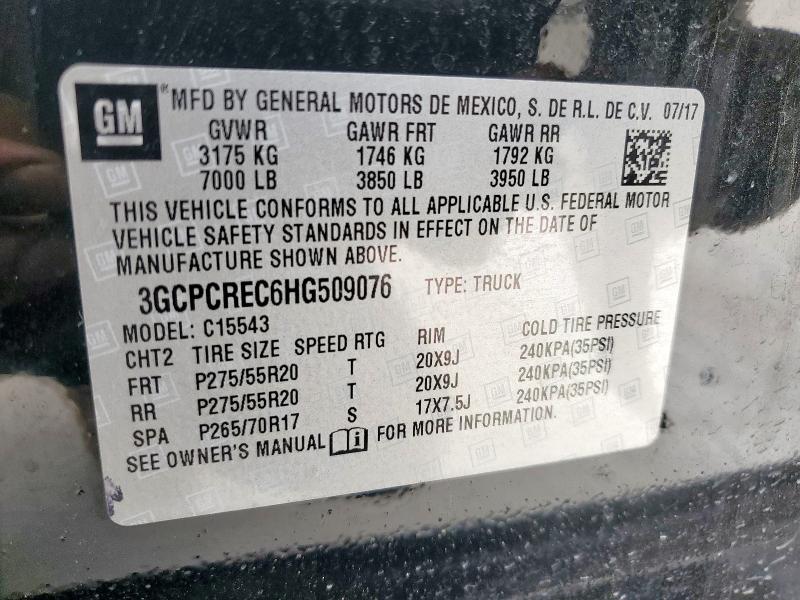 GM ® MFD BY GENERAL MOTORS DE MEXICO, S. DE R.L. DE C.V. 07/17
GVWR GAWR FRT GAWR RR
3175 KG 1746 KG 1792 KG
7000 LB 3850 LB 3950 LB
THIS VEHICLE CONFORMS TO ALL APPLICABLE U.S. FEDERAL MOTOR
VEHICLE SAFETY STANDARDS IN EFFECT ON THE DATE OF
MANUFACTURE SHOWN ABOVE.
3GCPCREC6HG509076 TYPE: TRUCK
MODEL: C15543
CHT2 TIRE SIZE SPEED RTG RIM COLD TIRE PRESSURE
FRT P275/55R20 T 20X9J 240KPA(35PSI)
RR P275/55R20 T 20X9J 240KPA(35PSI)
SPA P265/70R17 S 17X7.5J 240KPA(35PSI)
SEE OWNER'S MANUAL FOR MORE INFORMATION.